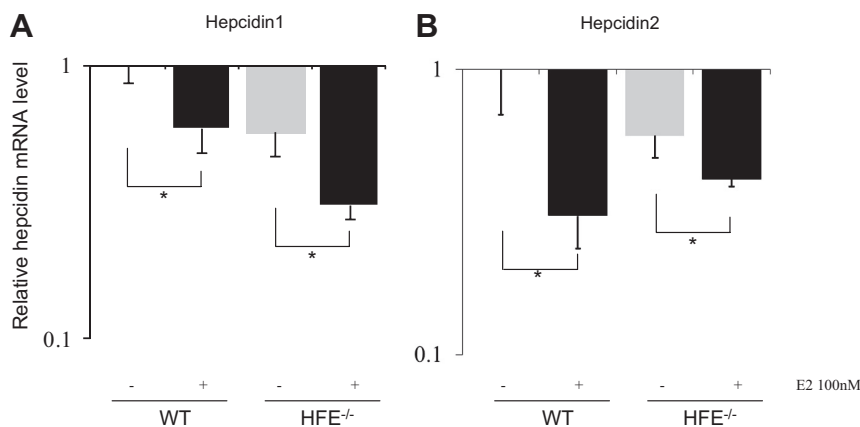 A
Hepcidin1
B
Hepcidin2
Relative hepcidin mRNA level
1
0.1
*
*
1
0.1
*
*
- + - +
- + - +
E2 100nM
WT
HFE-/-
WT
HFE-/-